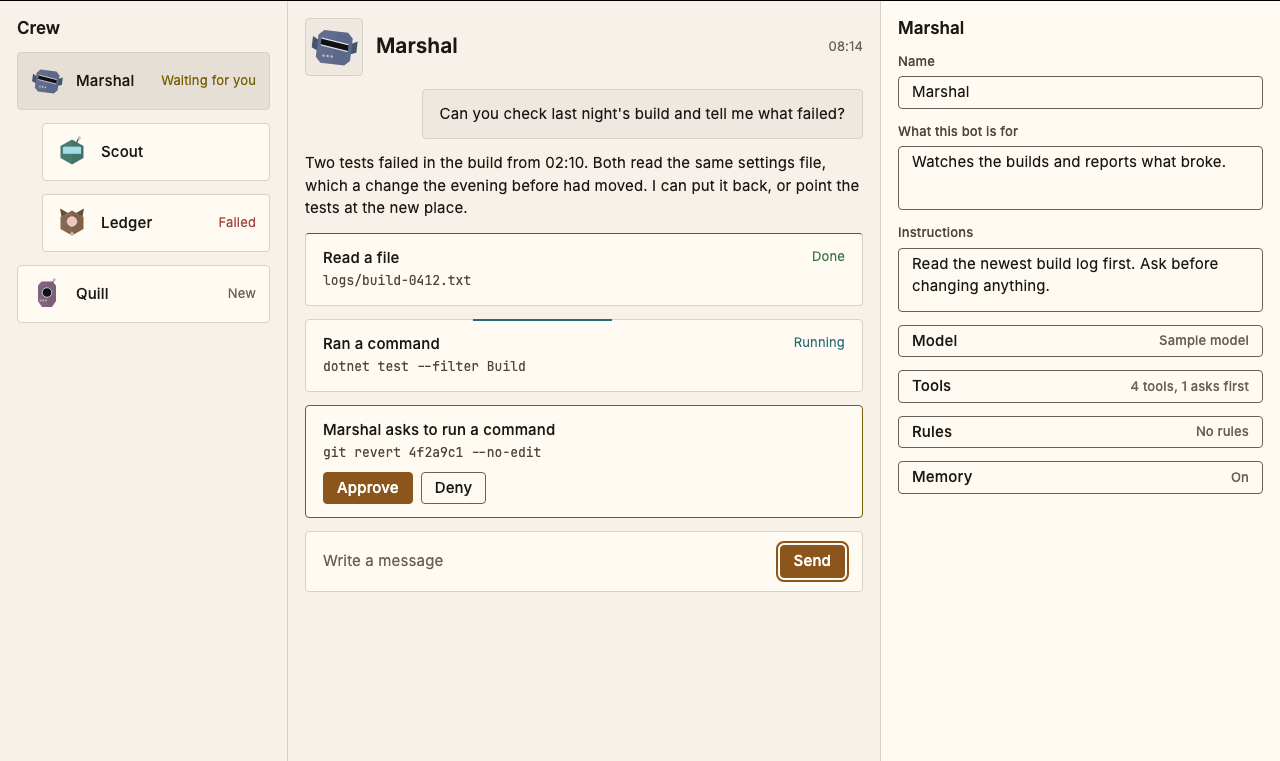 Crew
Marshal
Waiting for you
Scout
Ledger
Failed
Quill
New
Marshal
08:14
Can you check last night's build and tell me what failed?
Two tests failed in the build from 02:10. Both read the same settings file,
which a change the evening before had moved. I can put it back, or point the
tests at the new place.
Read a file
Done
logs/build-0412.txt
Ran a command
Running
dotnet test --filter Build
Marshal asks to run a command
git revert 4f2a9c1 --no-edit
Approve
Deny
Write a message
Send
Marshal
Name
Marshal
What this bot is for
Watches the builds and reports what broke.
Instructions
Read the newest build log first. Ask before
changing anything.
Model
Sample model
Tools
4 tools, 1 asks first
Rules
No rules
Memory
On